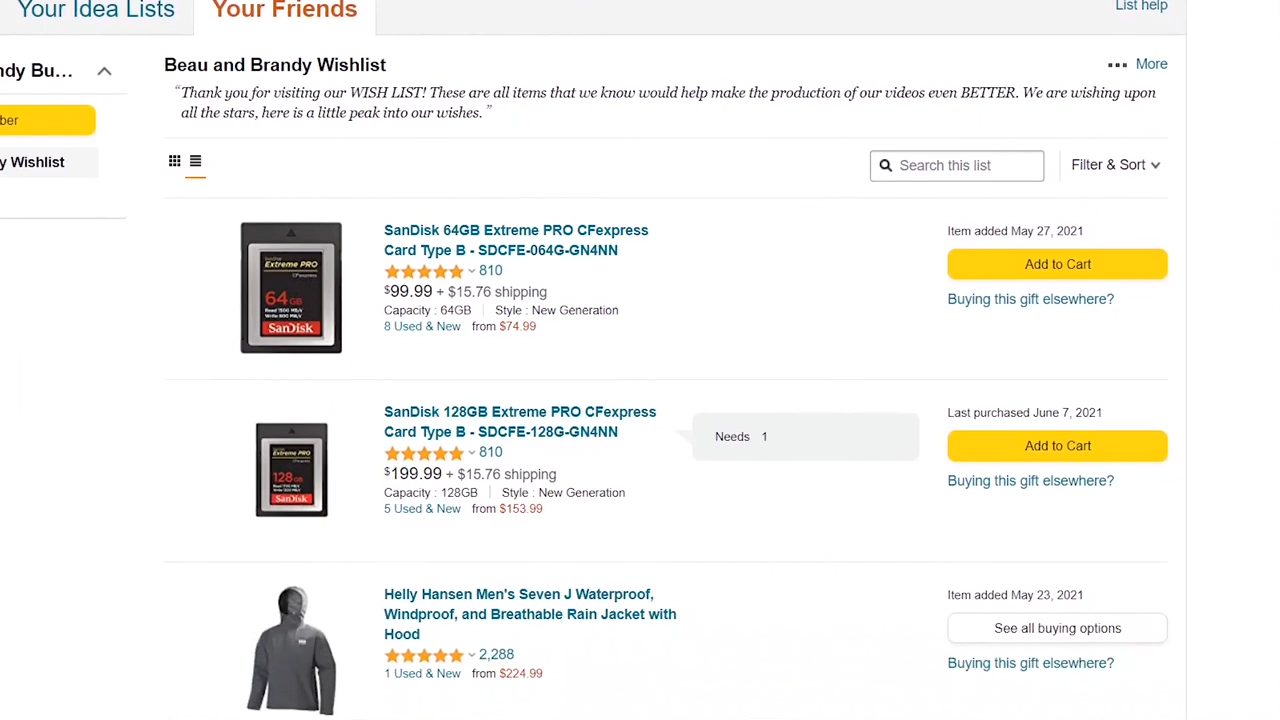 Your Idea Lists
Your Friends
List help
ndy Bu...
Beau and Brandy Wishlist
More
"Thank you for visiting our WISH LIST! These are all items that we know would help make the production of our videos even BETTER. We are wishing upon
all the stars, here is a little peak into our wishes."
ber
y Wishlist
Search this list
Filter & Sort
SanDisk
Extreme PRO
CFexpress
64GB
Read 1500 MB/s
Write 800 MB/s
SanDisk
SanDisk 64GB Extreme PRO CFexpress
Card Type B - SDCFE-064G-GN4NN
810
$99.99 + $15.76 shipping
Capacity : 64GB | Style : New Generation
8 Used & New from $74.99
Item added May 27, 2021
Add to Cart
Buying this gift elsewhere?
Extreme PRO
128GB
SanDisk
SanDisk 128GB Extreme PRO CFexpress
Card Type B - SDCFE-128G-GN4NN
810
$199.99 + $15.76 shipping
Capacity : 128GB | Style : New Generation
5 Used & New from $153.99
Needs 1
Last purchased June 7, 2021
Add to Cart
Buying this gift elsewhere?
Helly Hansen Men's Seven J Waterproof,
Windproof, and Breathable Rain Jacket with
Hood
2,288
1 Used & New from $224.99
Item added May 23, 2021
See all buying options
Buying this gift elsewhere?